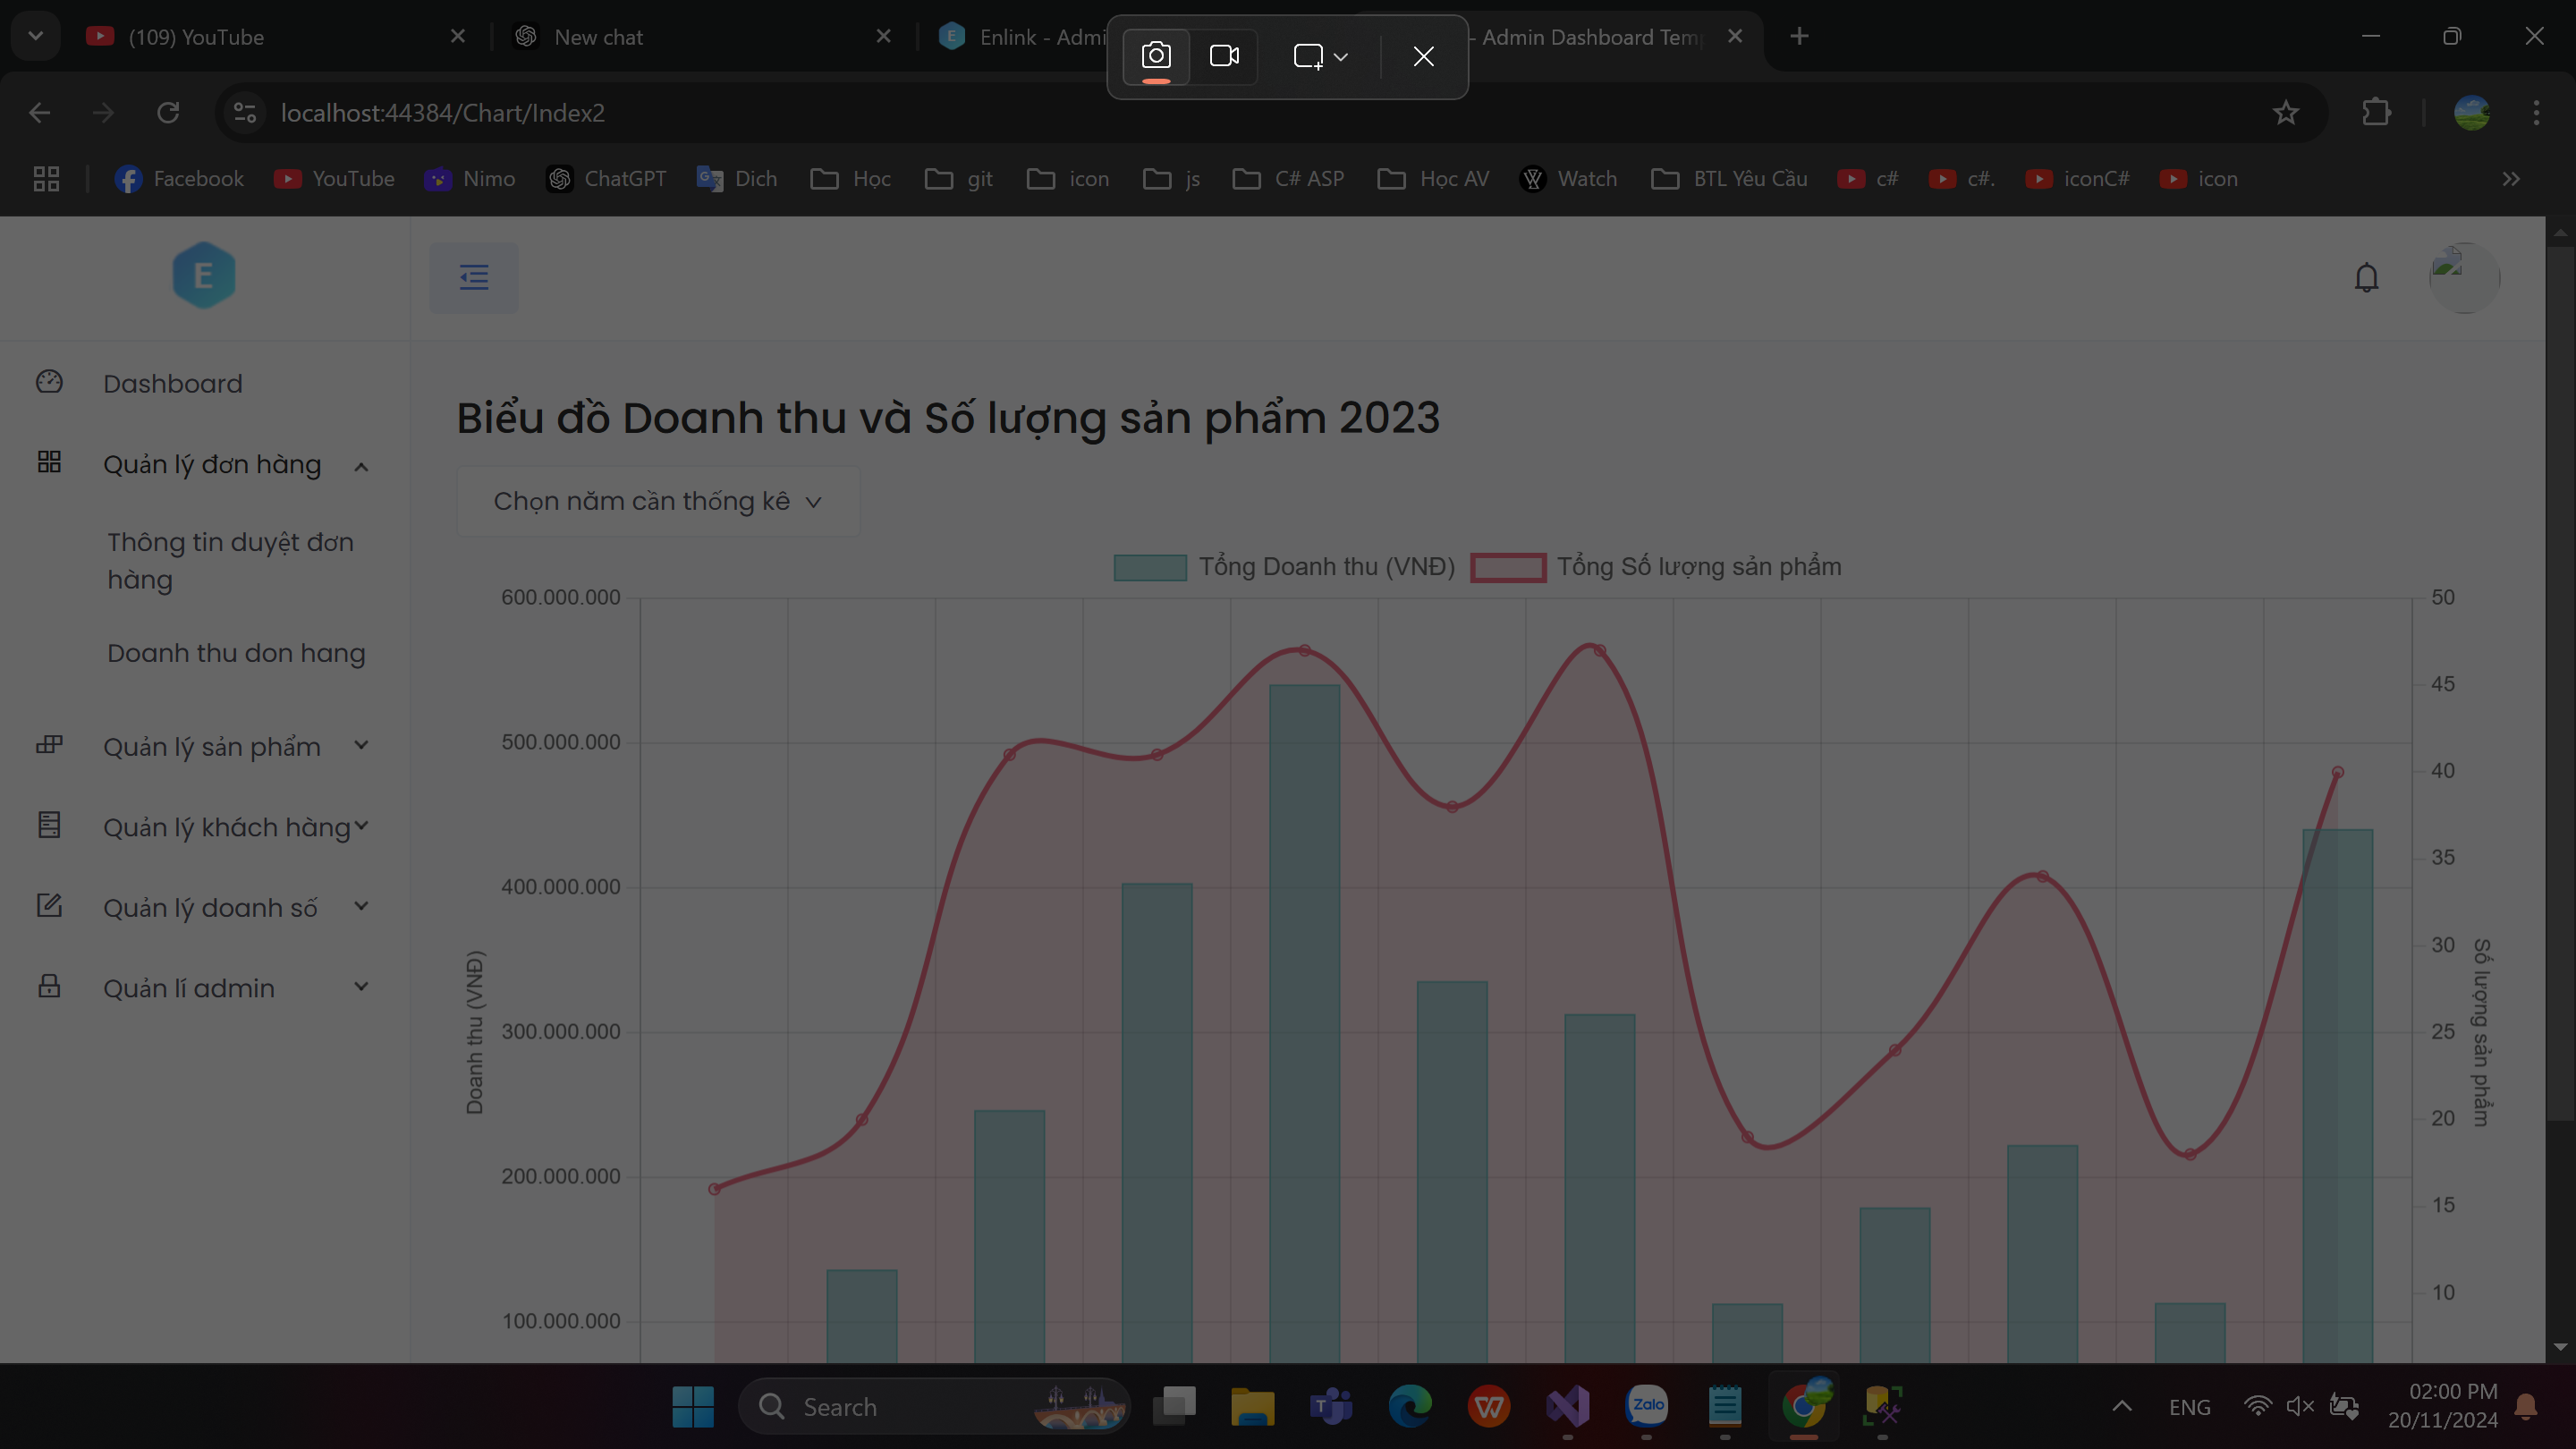 (109) YouTube
New chat
Enlink - Admi
- Admin Dashboard Temp
localhost:44384/Chart/Index2
Facebook
YouTube
Nimo
ChatGPT
Dich
Học
git
icon
js
C# ASP
Học AV
Watch
BTL Yêu Cầu
c#
c#.
iconC#
icon
E
Dashboard
Quản lý đơn hàng
Thông tin duyệt đơn
hàng
Doanh thu don hang
Quản lý sản phẩm
Quản lý khách hàng
Quản lý doanh số
Quản lí admin
Biểu đồ Doanh thu và Số lượng sản phẩm 2023
Chọn năm cần thống kê
Tổng Doanh thu (VNĐ)
Tổng Số lượng sản phẩm
600.000.000
500.000.000
400.000.000
300.000.000
200.000.000
100.000.000
Doanh thu (VNĐ)
50
45
40
35
30
25
20
15
10
Số lượng sản phẩm
Search
Zalo
ENG
02:00 PM
20/11/2024